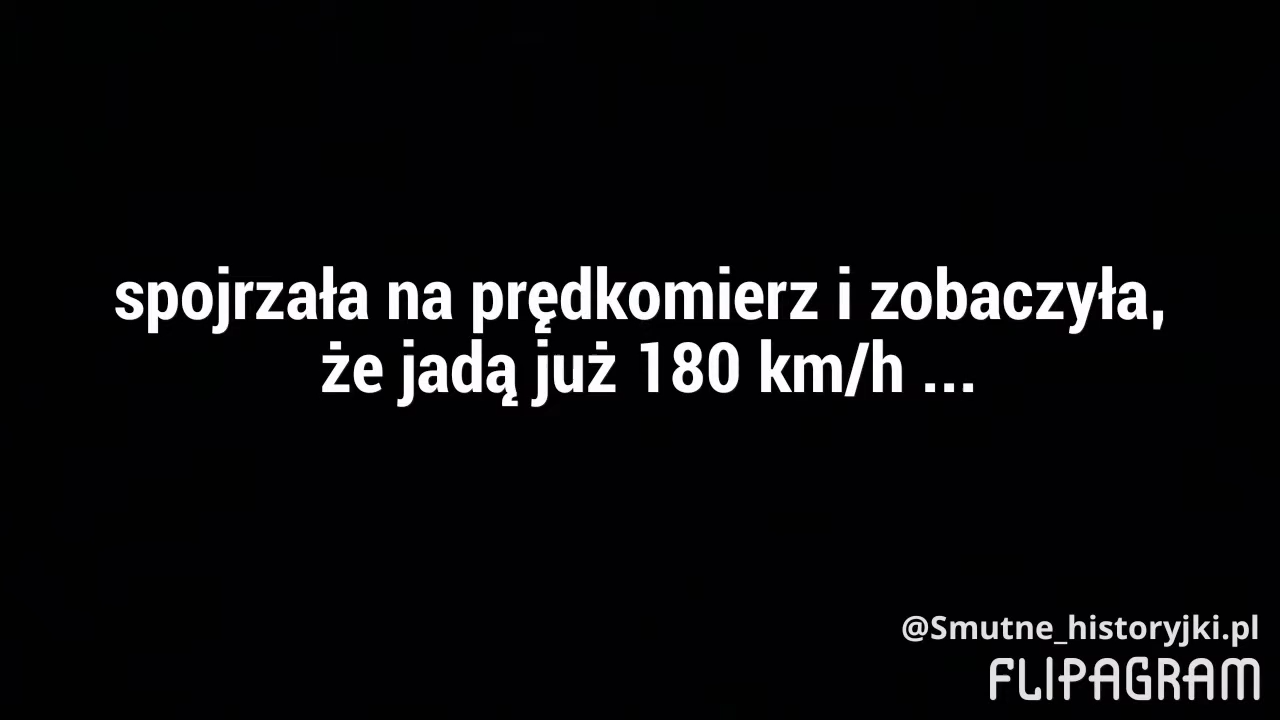 spojrzała na prędkomierz i zobaczyła,
że jadą już 180 km/h ...
@Smutne_historyjki.pl
FLIPAGRAM